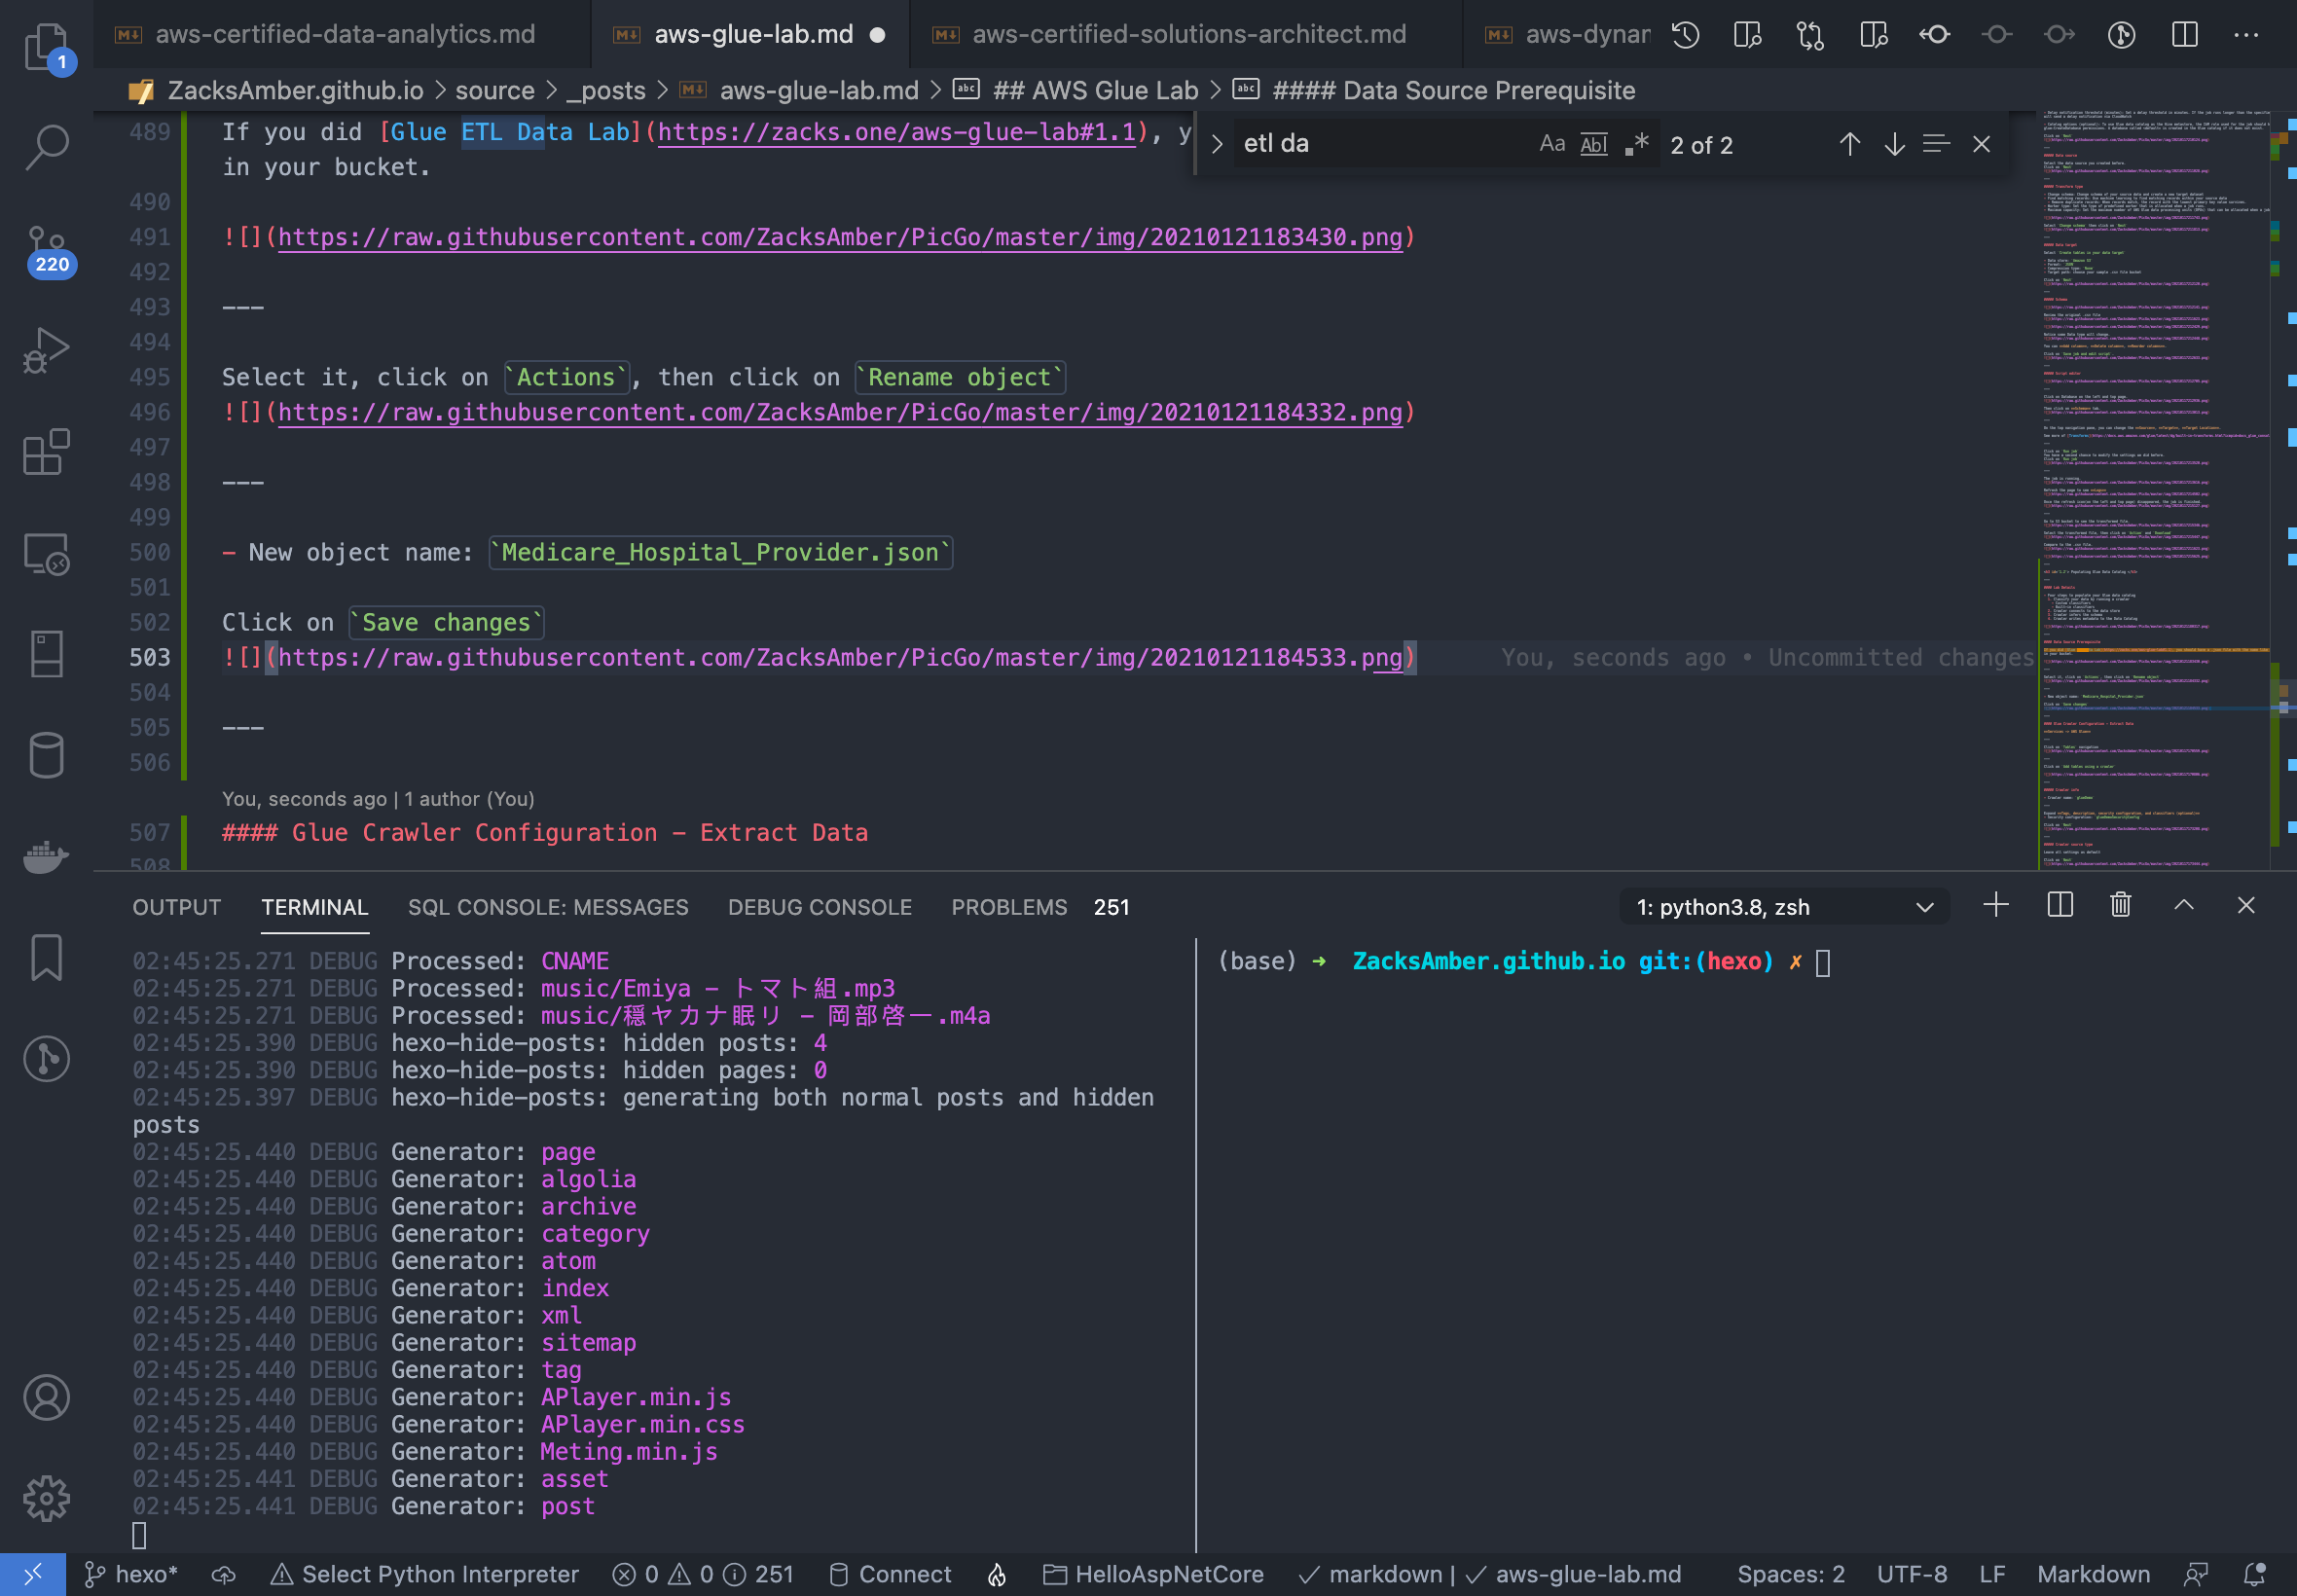 aws-certified-data-analytics.md
aws-glue-lab.md
aws-certified-solutions-architect.md
aws-dynar
1
ZacksAmber.github.io > source > _posts > aws-glue-lab.md > ## AWS Glue Lab > #### Data Source Prerequisite
etl da
Aa
Abl
.*
2 of 2
489 If you did [Glue ETL Data Lab](https://zacks.one/aws-glue-lab#1.1), y
in your bucket.
490
491 ![](https://raw.githubusercontent.com/ZacksAmber/PicGo/master/img/20210121183430.png)
492
493 ---
494
495 Select it, click on `Actions`, then click on `Rename object`
496 ![](https://raw.githubusercontent.com/ZacksAmber/PicGo/master/img/20210121184332.png)
497
498 ---
499
500 - New object name: `Medicare_Hospital_Provider.json`
501
502 Click on `Save changes`
503 ![](https://raw.githubusercontent.com/ZacksAmber/PicGo/master/img/20210121184533.png) You, seconds ago • Uncommitted changes
504
505 ---
506
You, seconds ago | 1 author (You)
507 #### Glue Crawler Configuration - Extract Data
508
220
OUTPUT TERMINAL SQL CONSOLE: MESSAGES DEBUG CONSOLE PROBLEMS 251
1: python3.8, zsh
02:45:25.271 DEBUG Processed: CNAME
02:45:25.271 DEBUG Processed: music/Emiya - トマト組.mp3
02:45:25.271 DEBUG Processed: music/穏ヤカナ眠リ - 岡部啓一.m4a
02:45:25.390 DEBUG hexo-hide-posts: hidden posts: 4
02:45:25.390 DEBUG hexo-hide-posts: hidden pages: 0
02:45:25.397 DEBUG hexo-hide-posts: generating both normal posts and hidden
posts
02:45:25.440 DEBUG Generator: page
02:45:25.440 DEBUG Generator: algolia
02:45:25.440 DEBUG Generator: archive
02:45:25.440 DEBUG Generator: category
02:45:25.440 DEBUG Generator: atom
02:45:25.440 DEBUG Generator: index
02:45:25.440 DEBUG Generator: xml
02:45:25.440 DEBUG Generator: sitemap
02:45:25.440 DEBUG Generator: tag
02:45:25.440 DEBUG Generator: APlayer.min.js
02:45:25.440 DEBUG Generator: APlayer.min.css
02:45:25.440 DEBUG Generator: Meting.min.js
02:45:25.441 DEBUG Generator: asset
02:45:25.441 DEBUG Generator: post
(base) ➜ ZacksAmber.github.io git:(hexo) ✗
hexo* Select Python Interpreter 0 0 251 Connect HelloAspNetCore ✓ markdown | ✓ aws-glue-lab.md Spaces: 2 UTF-8 LF Markdown